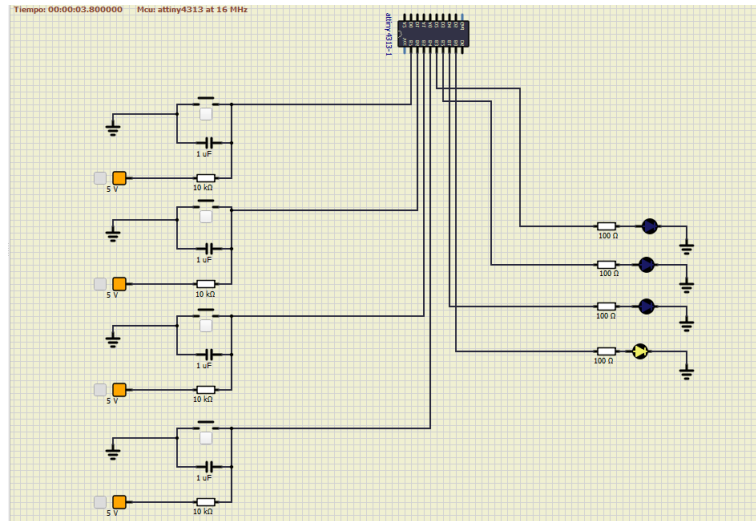 Tiempo: 00:00:03.800000 Mcu: attiny4313 at 16 MHz
attiny4313-1
1 uF
10 kΩ
5 V
1 uF
10 kΩ
5 V
1 uF
10 kΩ
5 V
1 uF
10 kΩ
5 V
100 Ω
100 Ω
100 Ω
100 Ω